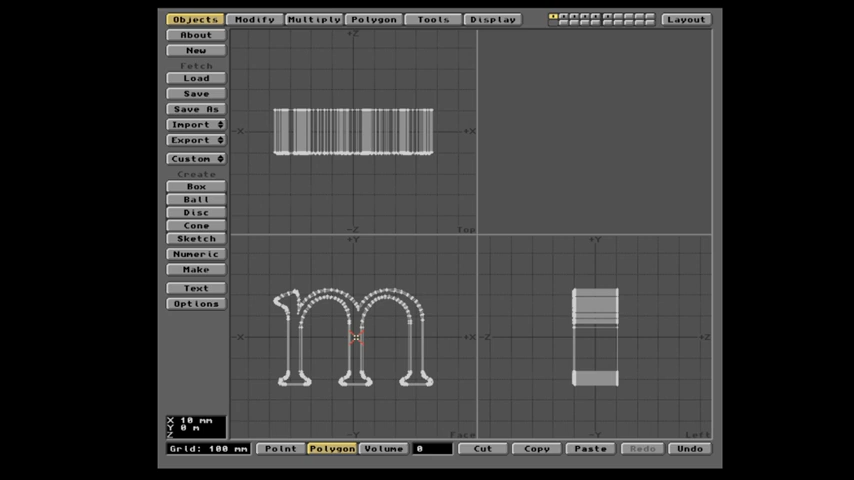 Objects Modify Multiply Polygon Tools Display Layout
About
New
Fetch
Load
Save
Save As
Import
Export
Custom
Create
Box
Ball
Disc
Cone
Sketch
Numeric
Make
Text
Options
+Z
-X +X
-Z Top
+Y +Y
m
-X +X -Z
-Y Face -Y Left
X 10 mm
Y 0 m
Z
Grid: 100 mm Point Polygon Volume 0 Cut Copy Paste Redo Undo